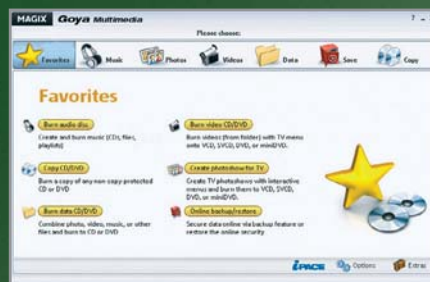 MAGIX Goya Multimedia
? –
Please choose:
Favorites
Music
Photos
Videos
Data
Save
Copy
Favorites
Burn audio disc
Create and burn music (CDs, files,
playlists)
Copy CD/DVD
Burn a copy of any non-copy protected
CD or DVD
Burn data CD/DVD
Combine photo, video, music, or other
files and burn to CD or DVD
Burn video CD/DVD
Burn videos (from folder) with TV menu
onto VCD, SVCD, DVD, or miniDVD.
Create photoshow for TV
Create TV photoshows with interactive
menus and burn them to VCD, SVCD,
DVD, or miniDVD.
Online backup/restore
Secure data online via backup feature or
restore the online security
iPACE
Options
Extras